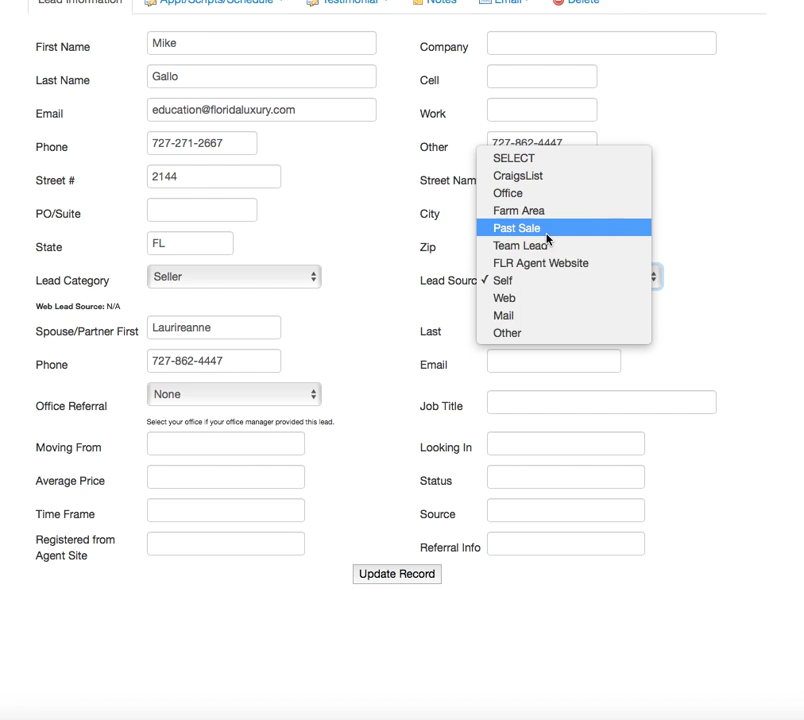 Lead Information Appt/Scripts/Schedule Testimonial Notes Email Delete
First Name Mike Company
Last Name Gallo Cell
Email education@floridaluxury.com Work
Phone 727-271-2667 Other 727-862-4447
Street # 2144 Street Nam
PO/Suite City
State FL Zip
Lead Category Seller Lead Sourc
SELECT
CraigsList
Office
Farm Area
Past Sale
Team Lead
FLR Agent Website
✓ Self
Web
Mail
Other
Web Lead Source: N/A
Spouse/Partner First Laurireanne Last
Phone 727-862-4447 Email
Office Referral None Job Title
Select your office if your office manager provided this lead.
Moving From Looking In
Average Price Status
Time Frame Source
Registered from
Agent Site Referral Info
Update Record